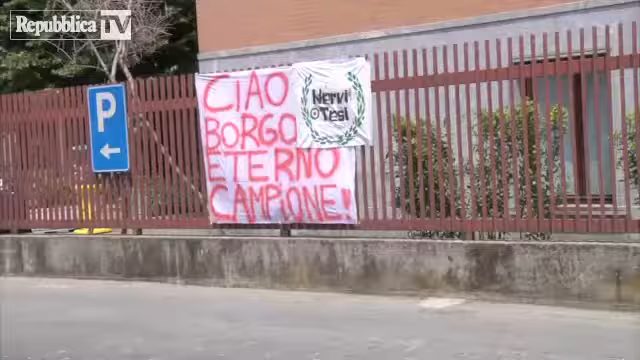 Repubblica TV
P
CIAO
BORGO
ETERNO
CAMPIONE!
Nervi
Tesi